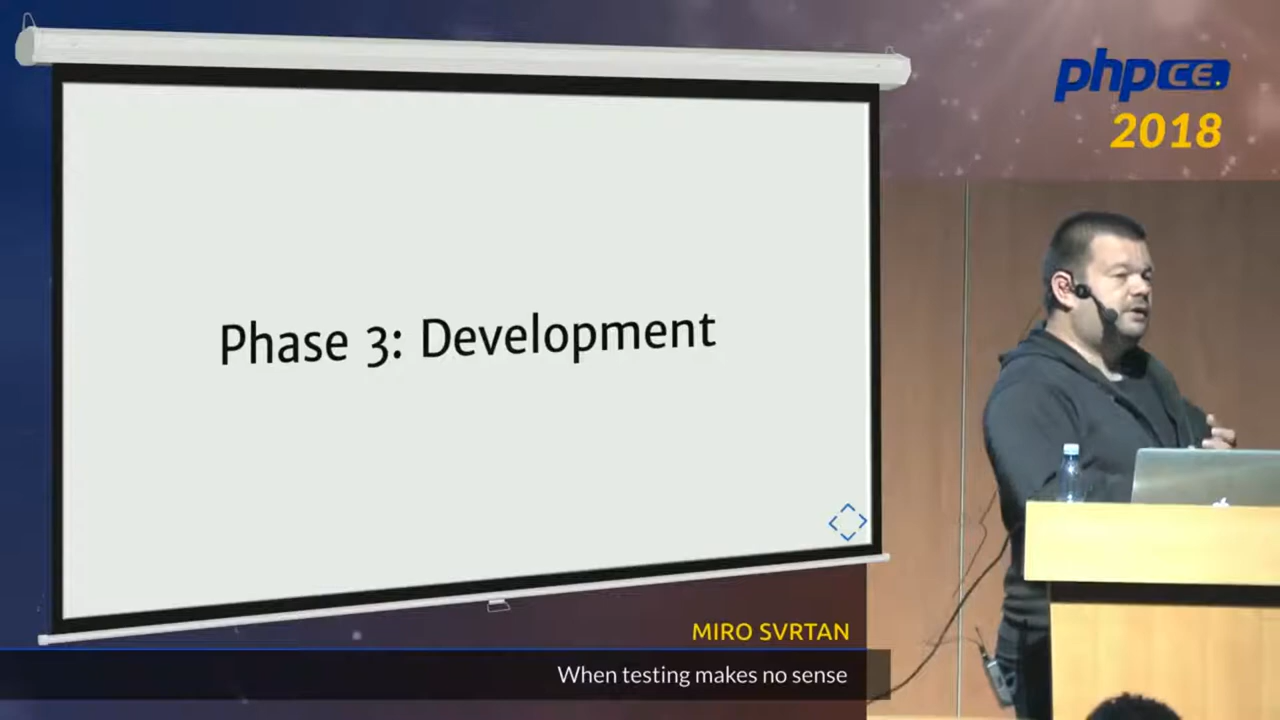 phpCE.
2018
Phase 3: Development
MIRO SVRTAN
When testing makes no sense